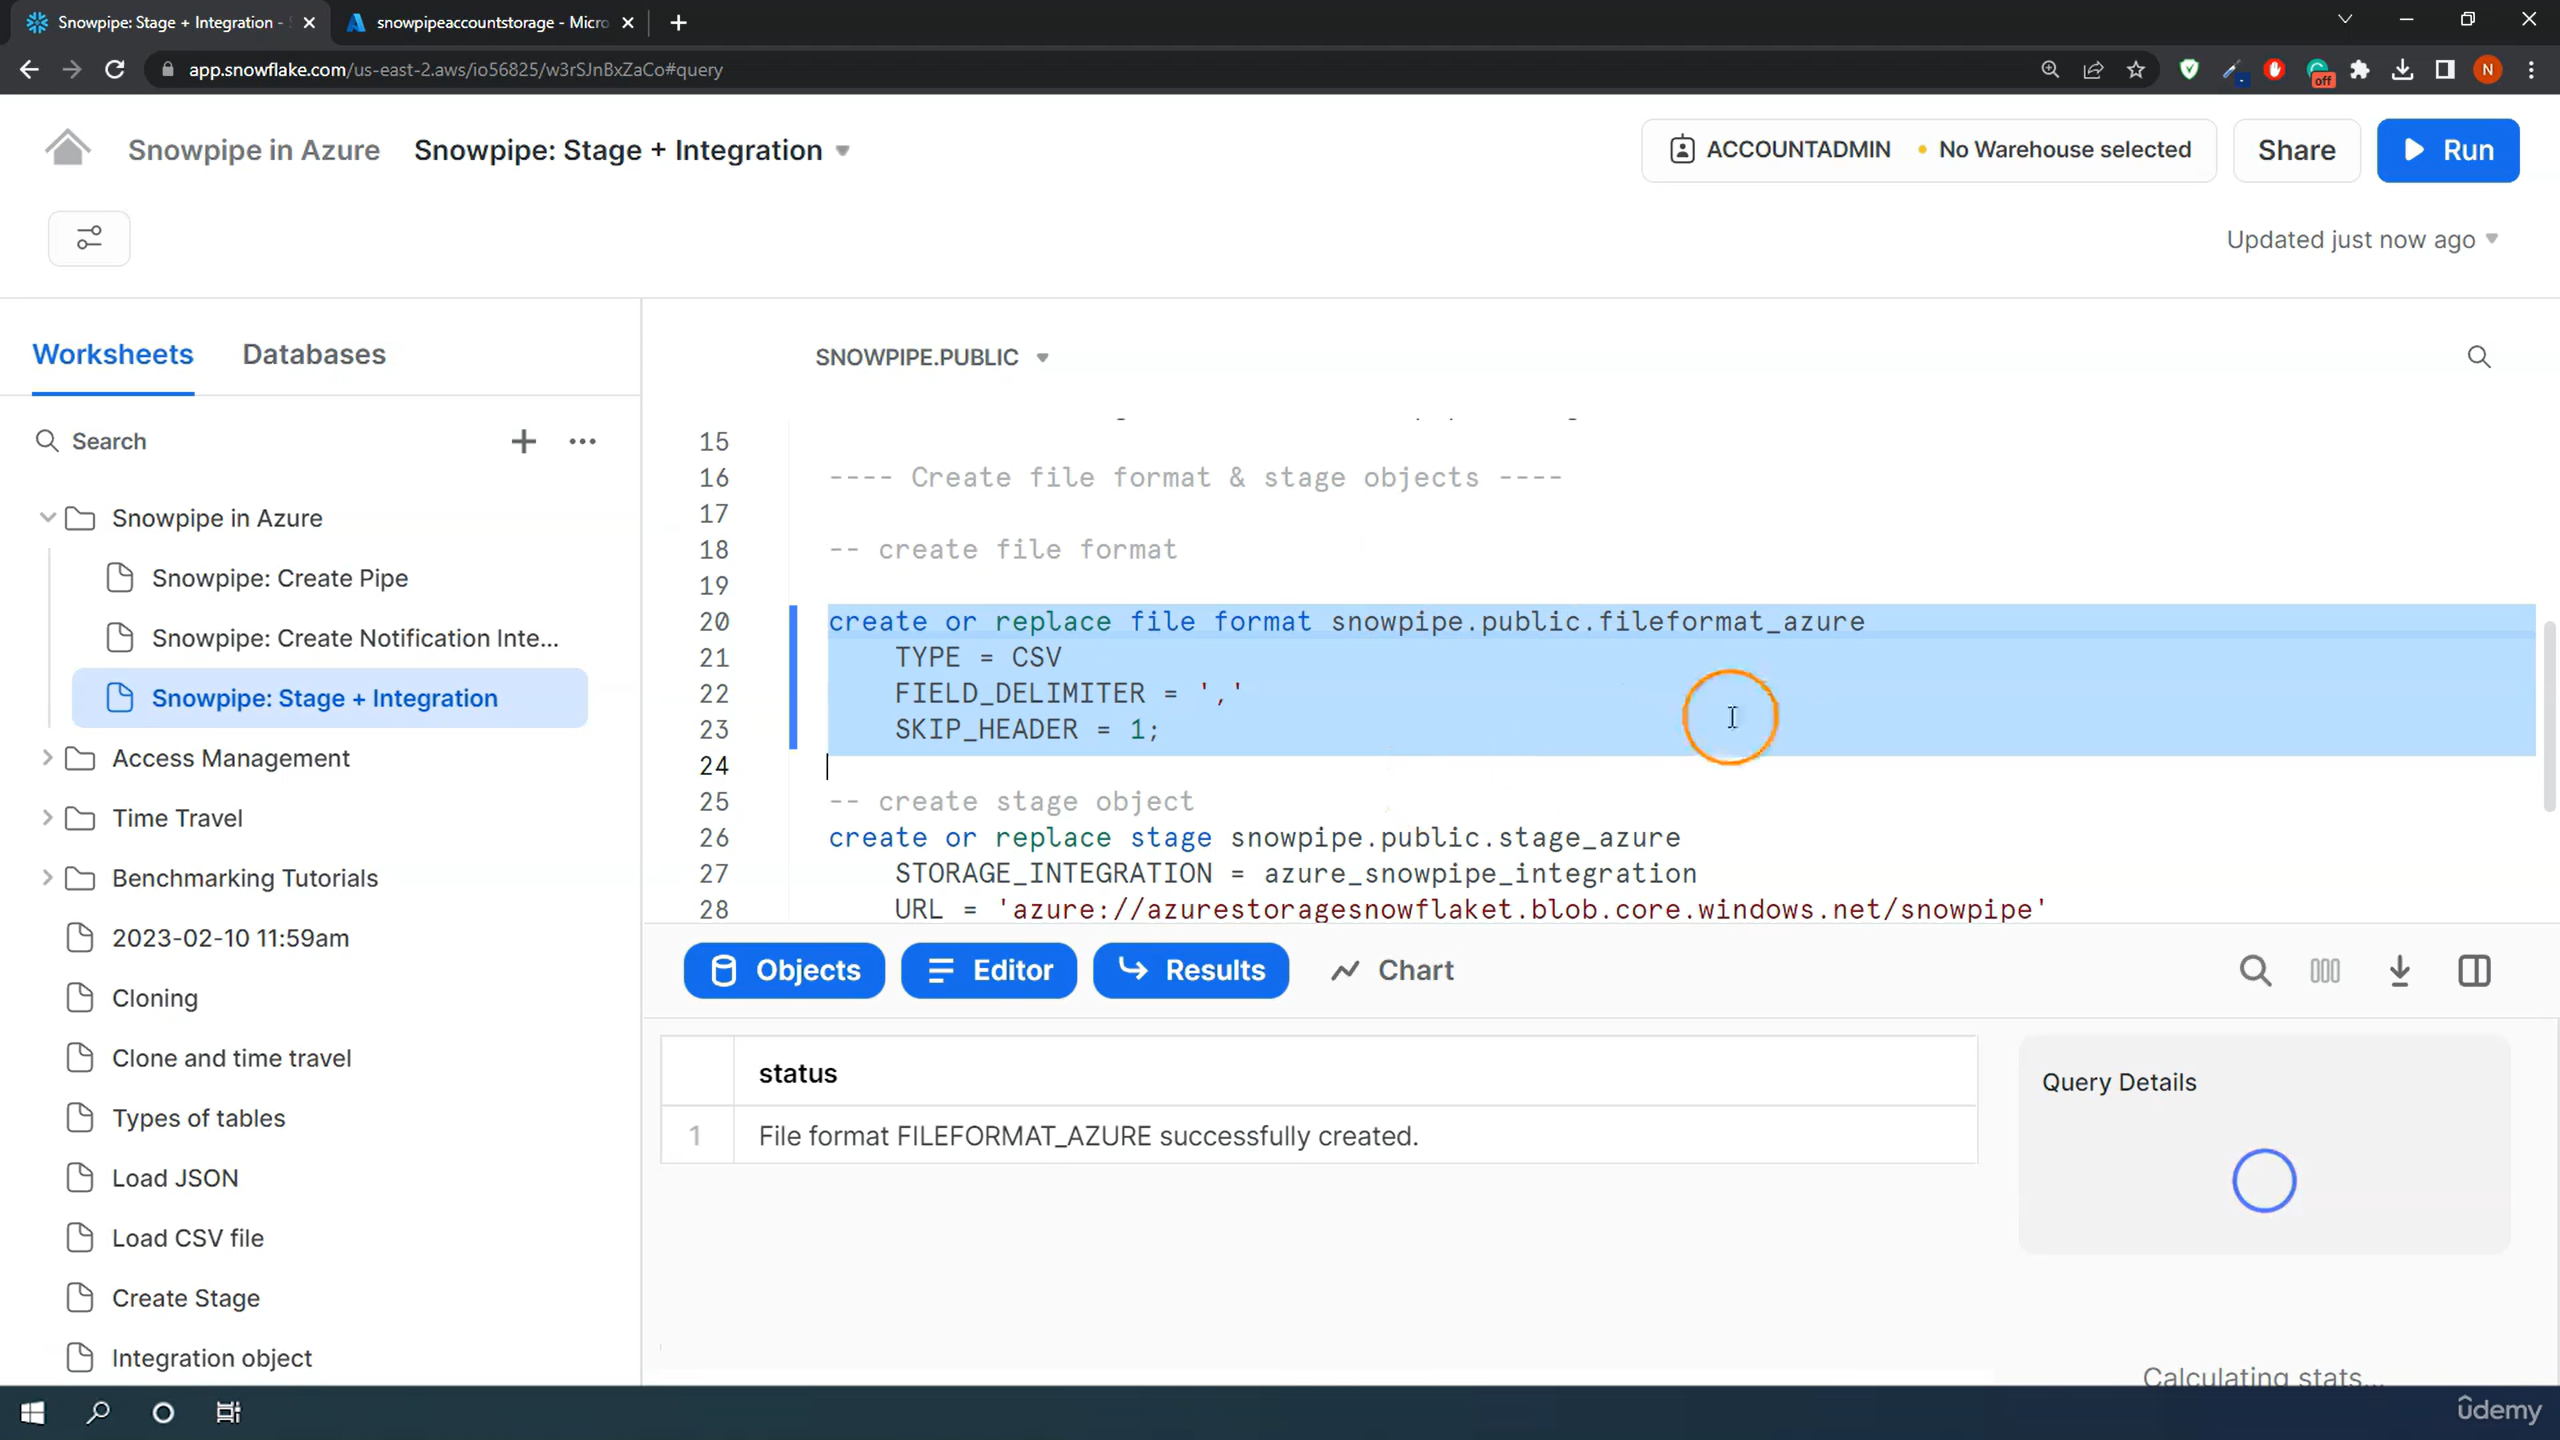 Snowpipe: Stage + Integration -
snowpipeaccountstorage - Micro
app.snowflake.com/us-east-2.aws/io56825/w3rSJnBxZaCo#query
off
N
Snowpipe in Azure
Snowpipe: Stage + Integration
ACCOUNTADMIN
No Warehouse selected
Share
Run
Updated just now ago
Worksheets
Databases
Search
Snowpipe in Azure
Snowpipe: Create Pipe
Snowpipe: Create Notification Inte...
Snowpipe: Stage + Integration
Access Management
Time Travel
Benchmarking Tutorials
2023-02-10 11:59am
Cloning
Clone and time travel
Types of tables
Load JSON
Load CSV file
Create Stage
Integration object
SNOWPIPE.PUBLIC
15
16 ---- Create file format & stage objects ----
17
18 -- create file format
19
20 create or replace file format snowpipe.public.fileformat_azure
21 TYPE = CSV
22 FIELD_DELIMITER = ','
23 SKIP_HEADER = 1;
24
25 -- create stage object
26 create or replace stage snowpipe.public.stage_azure
27 STORAGE_INTEGRATION = azure_snowpipe_integration
28 URL = 'azure://azurestoragesnowflaket.blob.core.windows.net/snowpipe'
Objects
Editor
Results
Chart
status
1 File format FILEFORMAT_AZURE successfully created.
Query Details
Calculating stats...
ûdemy